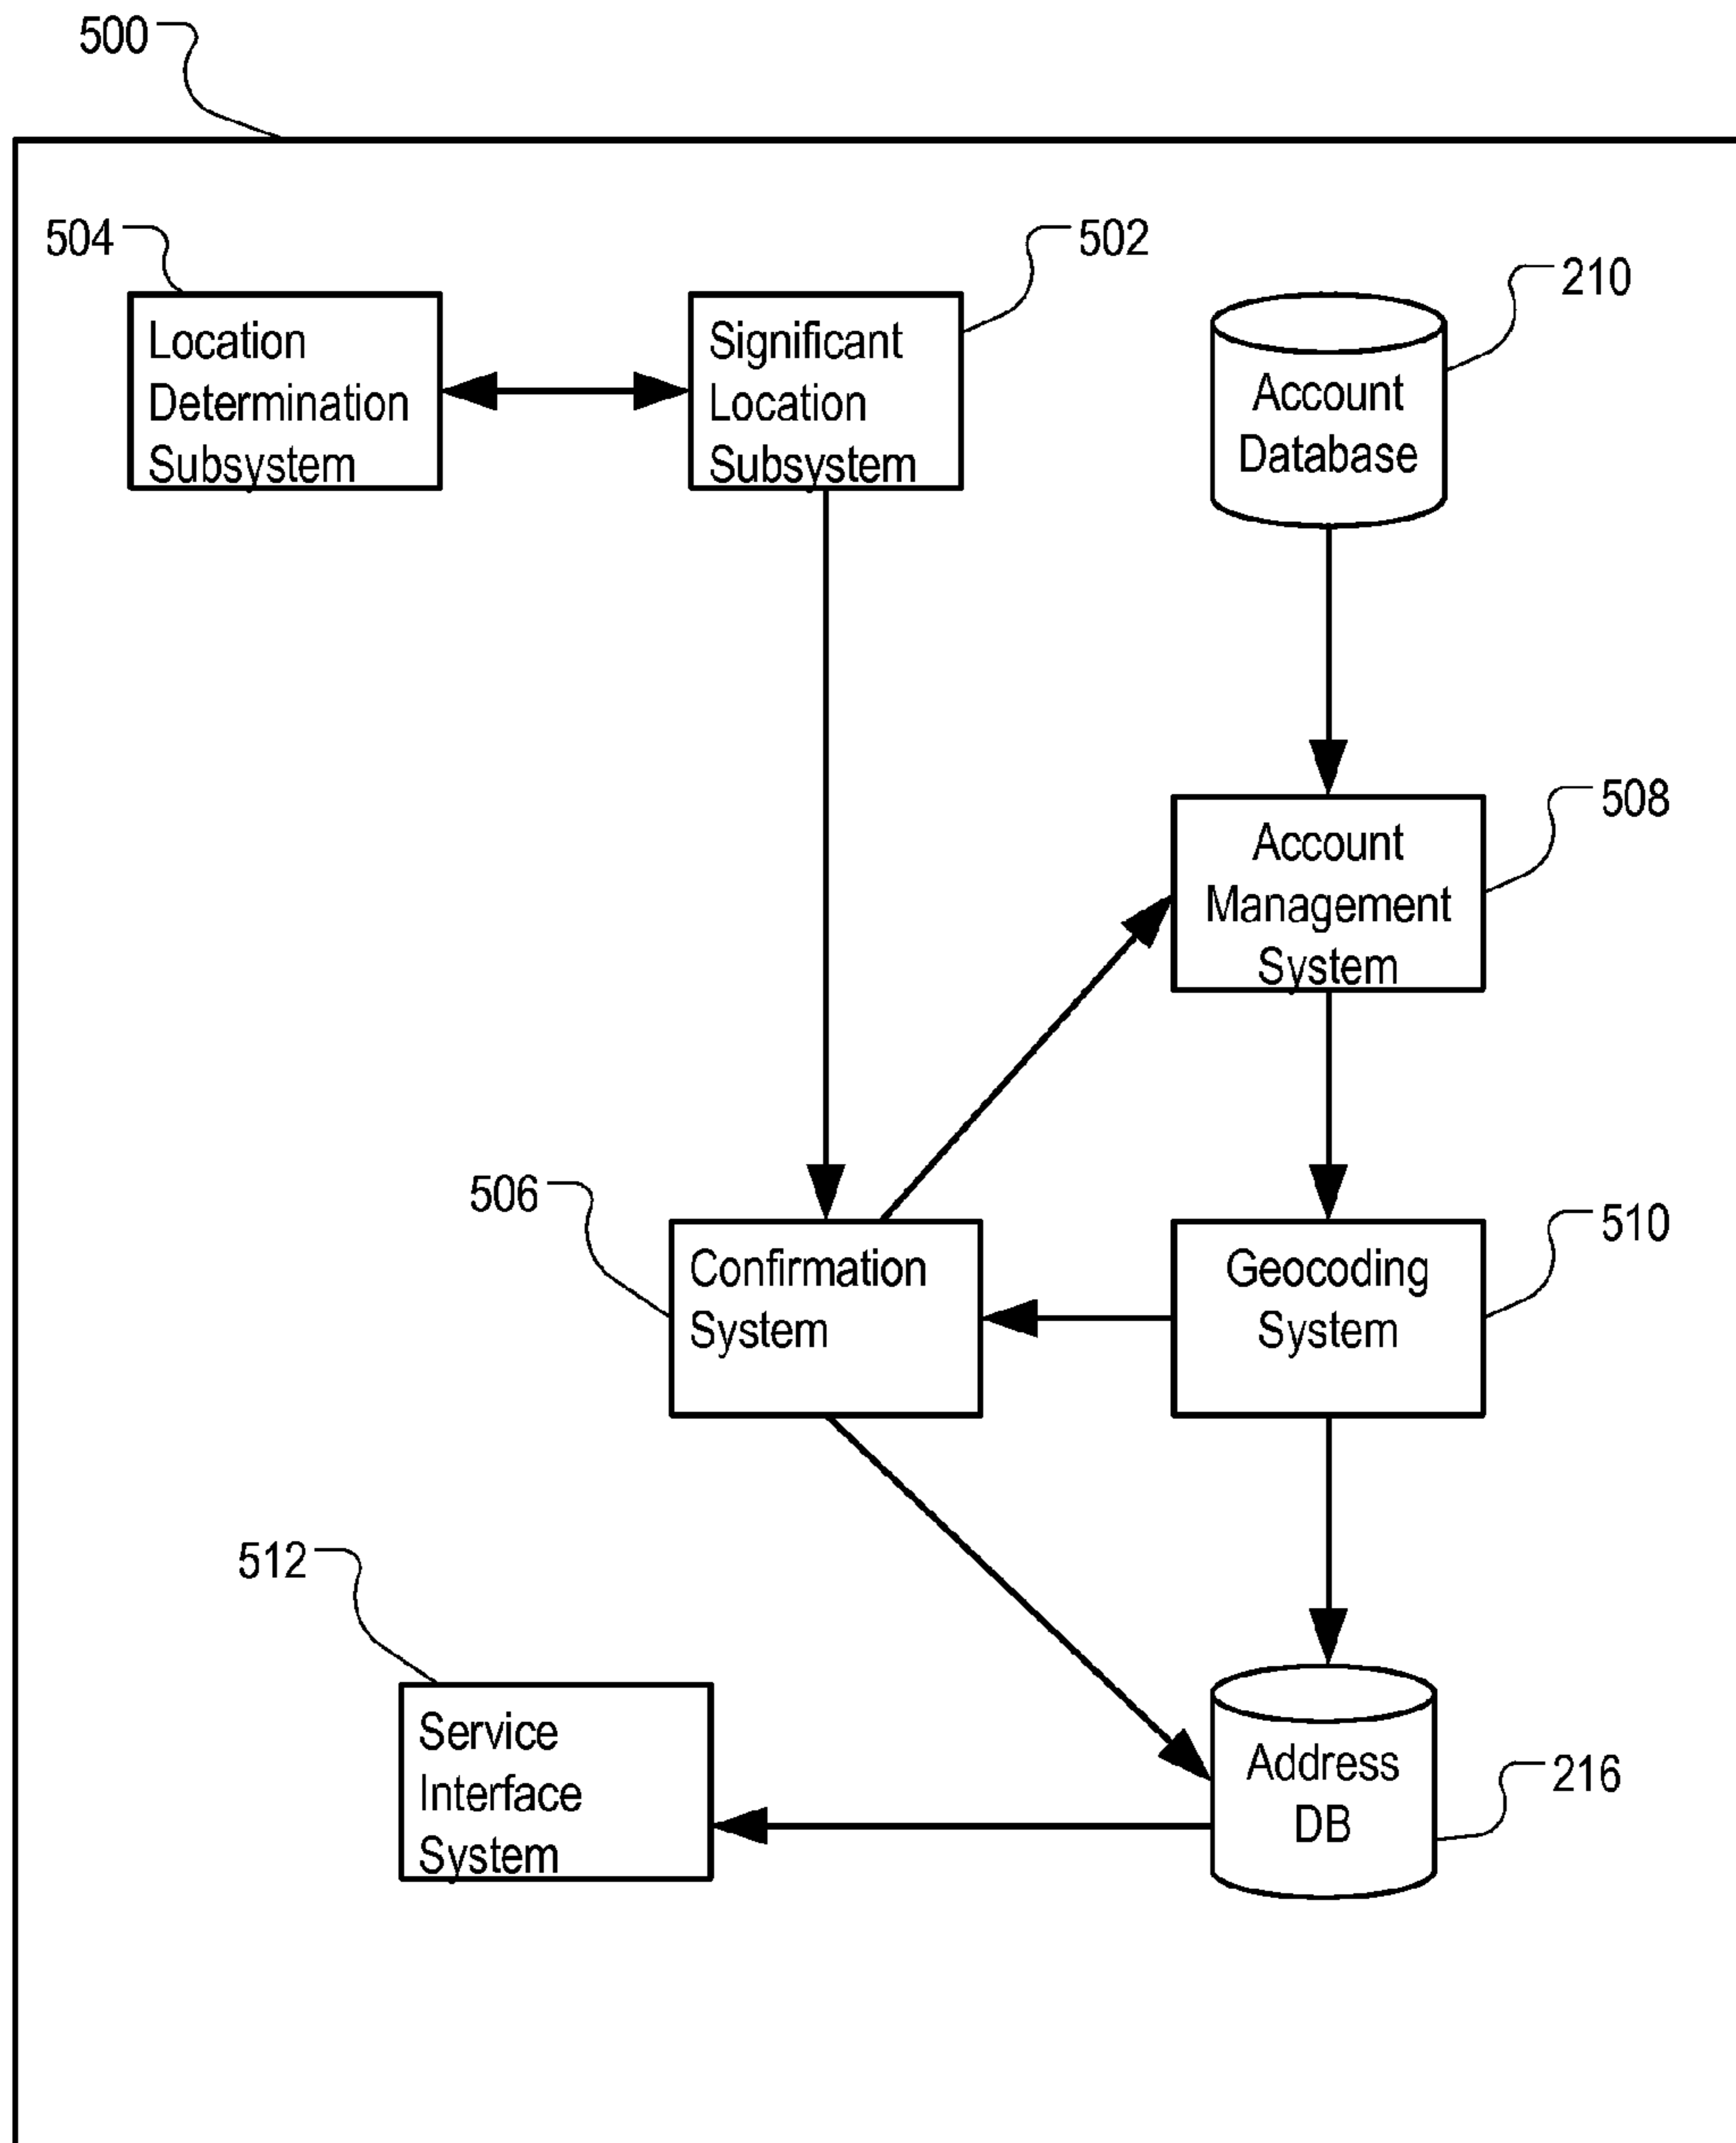 500
504
Location
Determination
Subsystem
502
Significant
Location
Subsystem
210
Account
Database
508
Account
Management
System
506
Confirmation
System
510
Geocoding
System
512
Service
Interface
System
216
Address
DB